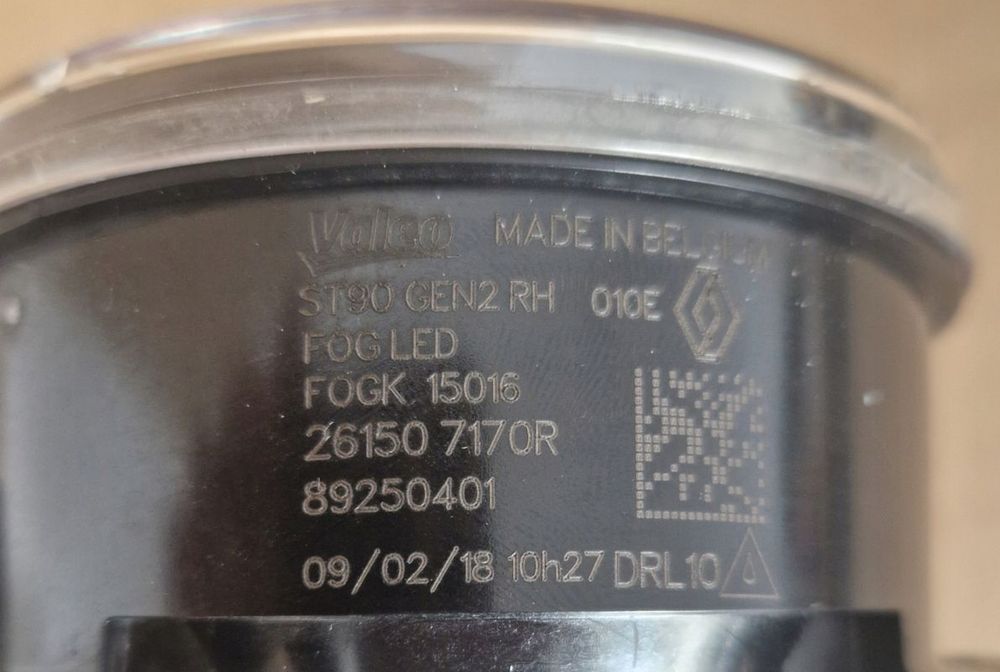 Valeo MADE IN BELGIUM
ST90 GEN2 RH 010E
FOG LED
FOGK 15016
26150 7170R
89250401
09/02/18 10h27 DRL10